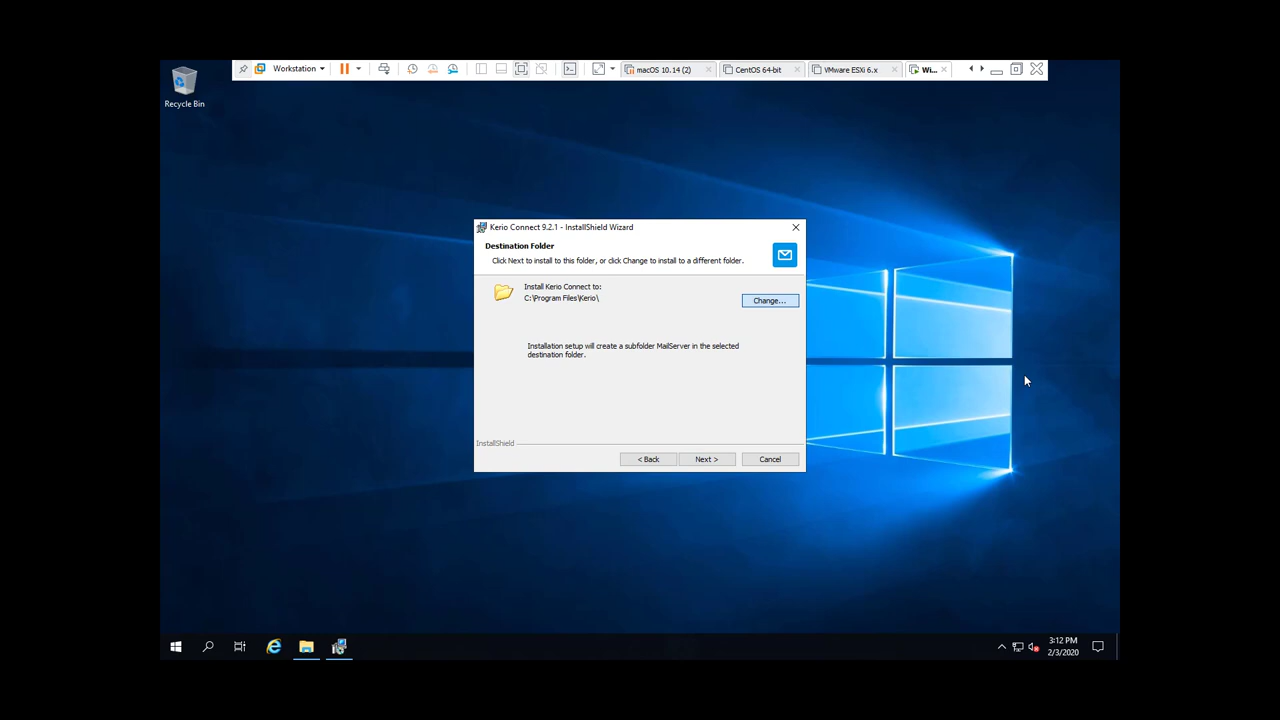 Workstation
macOS 10.14 (2)
CentOS 64-bit
VMware ESXi 6.x
Wi...
Recycle Bin
Kerio Connect 9.2.1 - InstallShield Wizard
Destination Folder
Click Next to install to this folder, or click Change to install to a different folder.
Install Kerio Connect to:
C:\Program Files\Kerio\
Change...
Installation setup will create a subfolder MailServer in the selected
destination folder.
InstallShield
< Back
Next >
Cancel
3:12 PM
2/3/2020